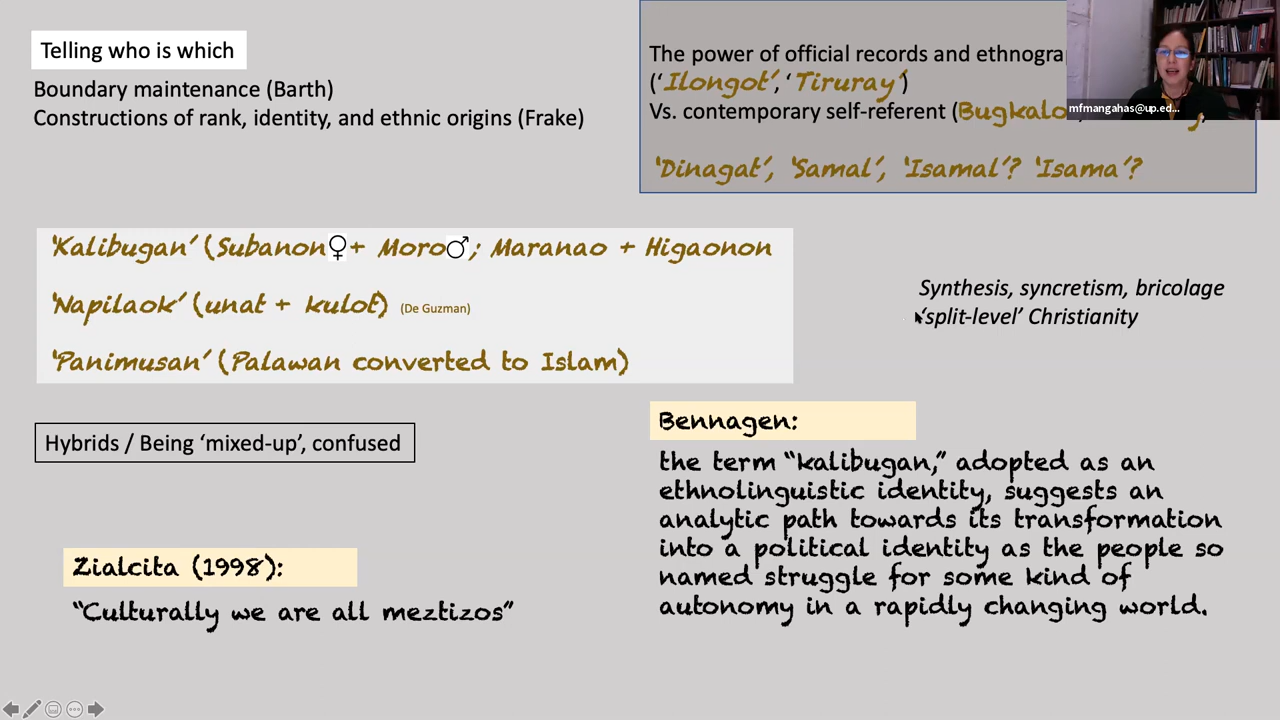 Telling who is which
Boundary maintenance (Barth)
Constructions of rank, identity, and ethnic origins (Frake)
The power of official records and
('Ilongot', 'Tiruray')
Vs. contemporary self-referent (
'Dinagat', 'Samal', 'Isamal'? 'Isama'?
mfmangahas@up.ed...
'Kalibugan' (Subanon♀+ Moro♂; Maranao + Higaonon
'Napilaok' (unat + kulot) (De Guzman)
'Panimusan' (Palawan converted to Islam)
Synthesis, syncretism, bricolage
'split-level' Christianity
Hybrids / Being 'mixed-up', confused
Zialcita (1998):
"Culturally we are all meztizos"
Bennagen:
the term "kalibugan," adopted as an
ethnolinguistic identity, suggests an
analytic path towards its transformation
into a political identity as the people so
named struggle for some kind of
autonomy in a rapidly changing world.